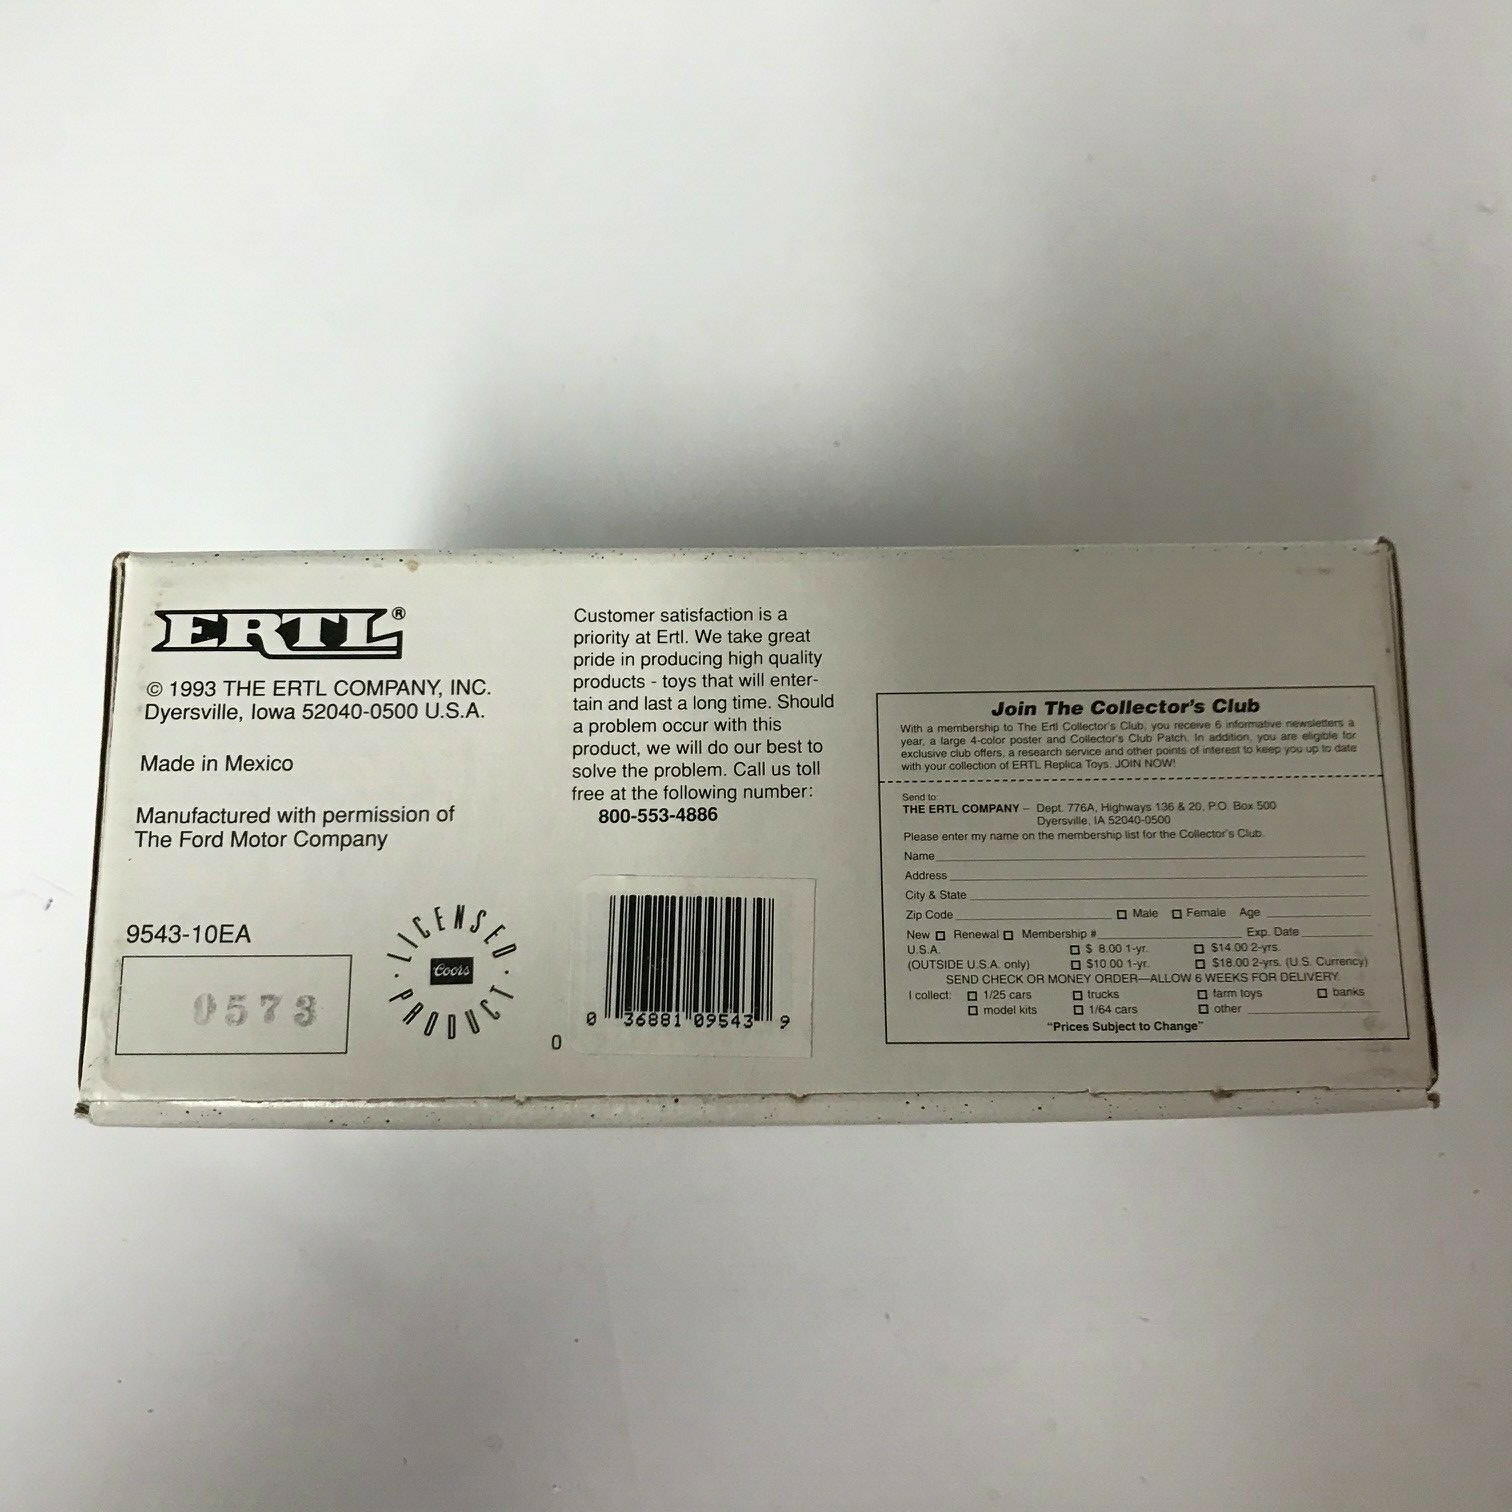 ERTL®
© 1993 THE ERTL COMPANY, INC.
Dyersville, Iowa 52040-0500 U.S.A.
Made in Mexico
Manufactured with permission of
The Ford Motor Company
9543-10EA
0573
LICENSED
Coors
PRODUCT
Customer satisfaction is a
priority at Ertl. We take great
pride in producing high quality
products - toys that will enter-
tain and last a long time. Should
a problem occur with this
product, we will do our best to
solve the problem. Call us toll
free at the following number:
800-553-4886
0 36881 09543 9
0
Join The Collector's Club
With a membership to The Ertl Collector's Club, you receive 6 informative newsletters a
year, a large 4-color poster and Collector's Club Patch. In addition, you are eligible for
exclusive club offers, a research service and other points of interest to keep you up to date
with your collection of ERTL Replica Toys. JOIN NOW!
Send to:
THE ERTL COMPANY – Dept. 776A, Highways 136 & 20, P.O. Box 500
Dyersville, IA 52040-0500
Please enter my name on the membership list for the Collector's Club.
Name
Address
City & State
Zip Code Male Female Age
New Renewal Membership # Exp. Date
U.S.A. $ 8.00 1-yr. $14.00 2-yrs.
(OUTSIDE U.S.A. only) $10.00 1-yr. $18.00 2-yrs. (U.S. Currency)
SEND CHECK OR MONEY ORDER—ALLOW 6 WEEKS FOR DELIVERY.
I collect: 1/25 cars trucks farm toys banks
model kits 1/64 cars other
"Prices Subject to Change"